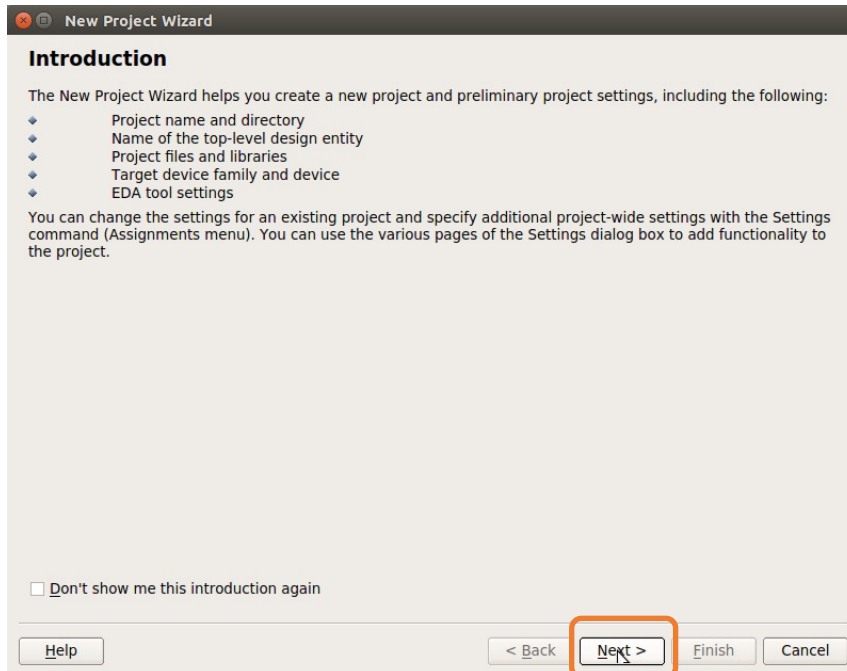 New Project Wizard
Introduction
The New Project Wizard helps you create a new project and preliminary project settings, including the following:
Project name and directory
Name of the top-level design entity
Project files and libraries
Target device family and device
EDA tool settings
You can change the settings for an existing project and specify additional project-wide settings with the Settings
command (Assignments menu). You can use the various pages of the Settings dialog box to add functionality to
the project.
Don't show me this introduction again
Help < Back Next > Finish Cancel